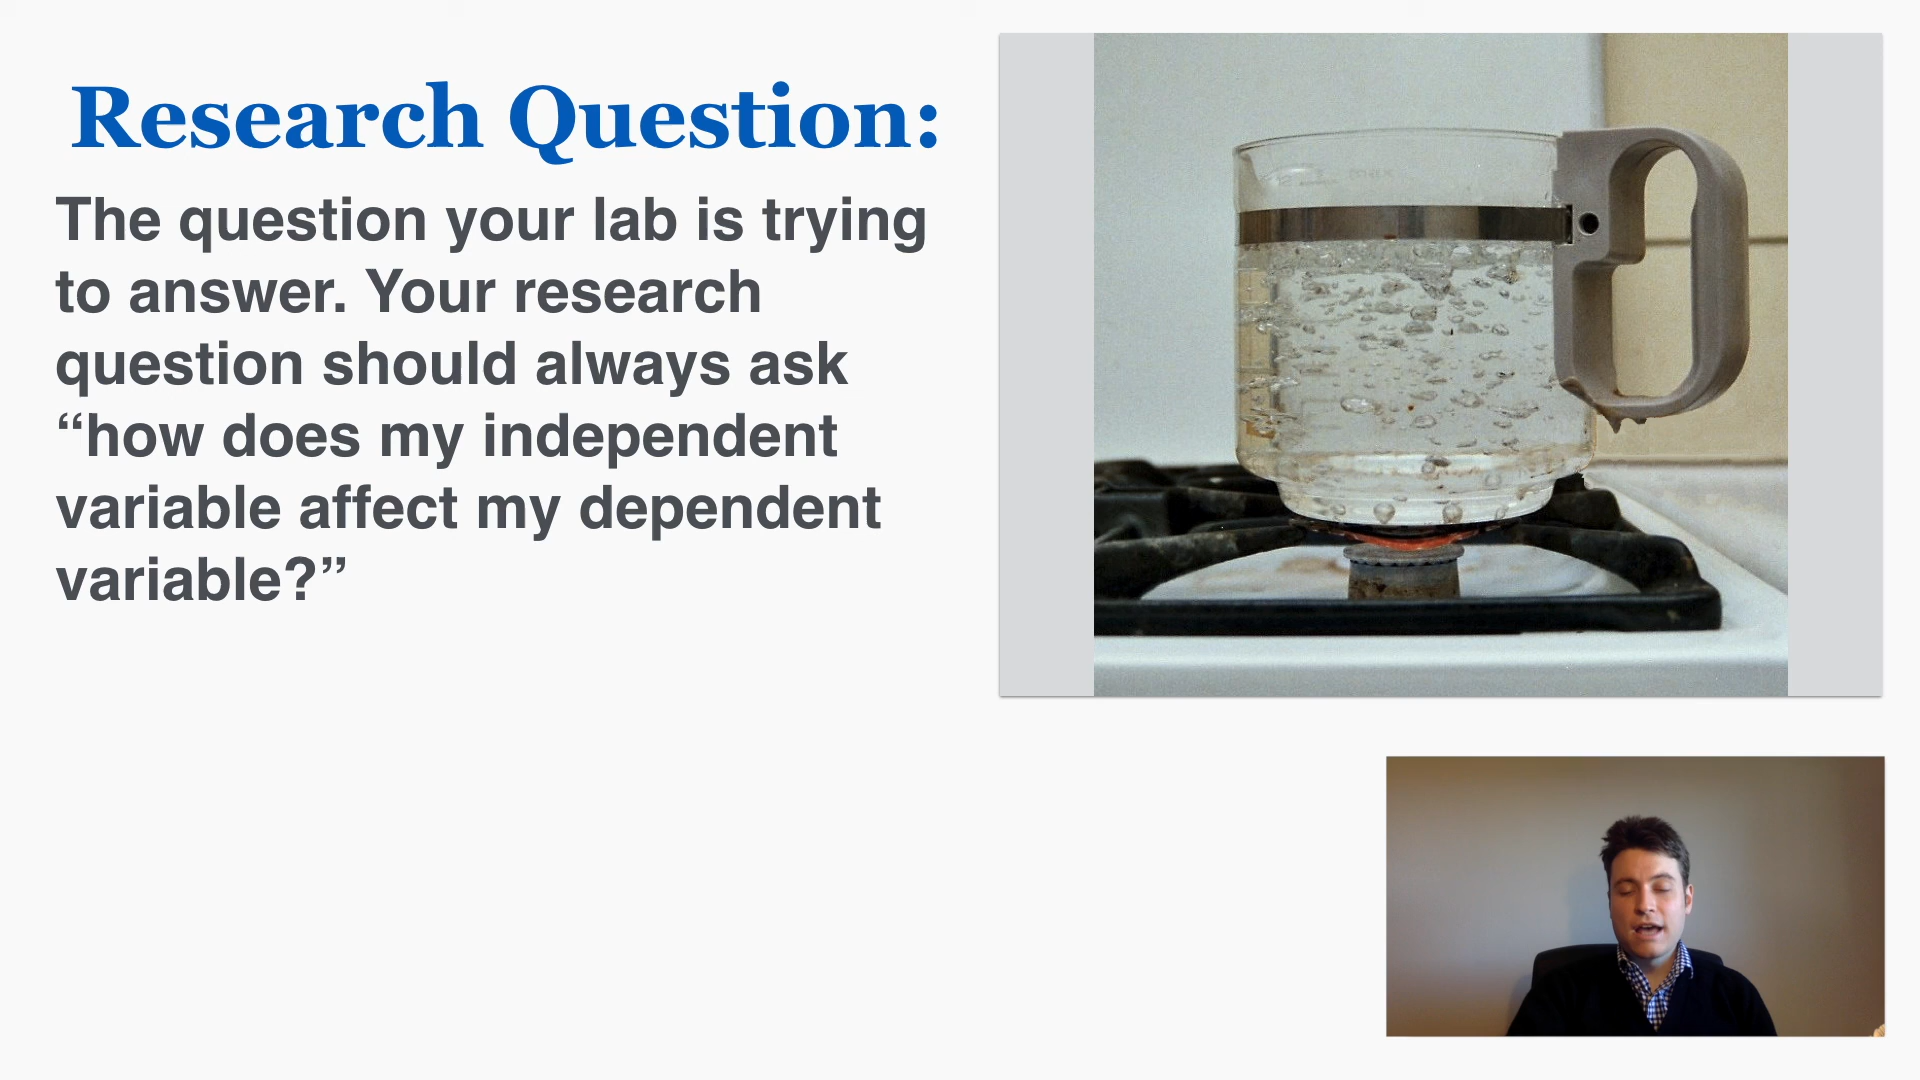 Research Question:
The question your lab is trying
to answer. Your research
question should always ask
“how does my independent
variable affect my dependent
variable?”
max